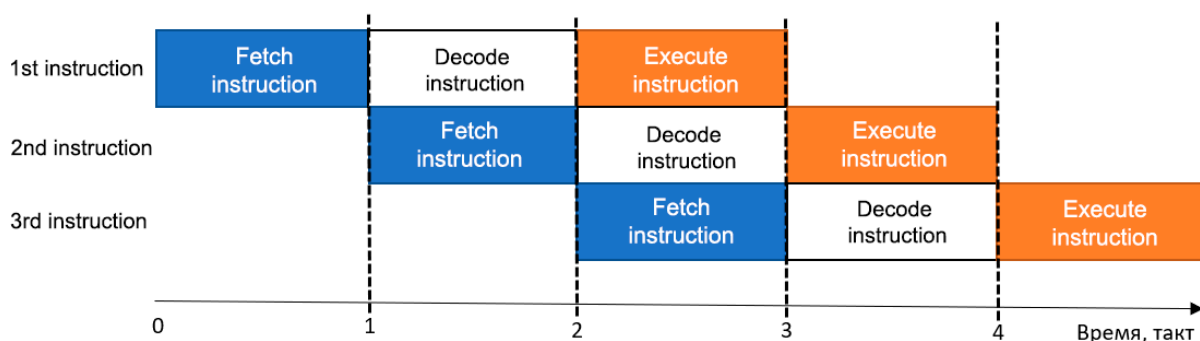 1st instruction
Fetch
instruction
Decode
instruction
Execute
instruction
2nd instruction
Fetch
instruction
Decode
instruction
Execute
instruction
3rd instruction
Fetch
instruction
Decode
instruction
Execute
instruction
0 1 2 3 4 Время, такт